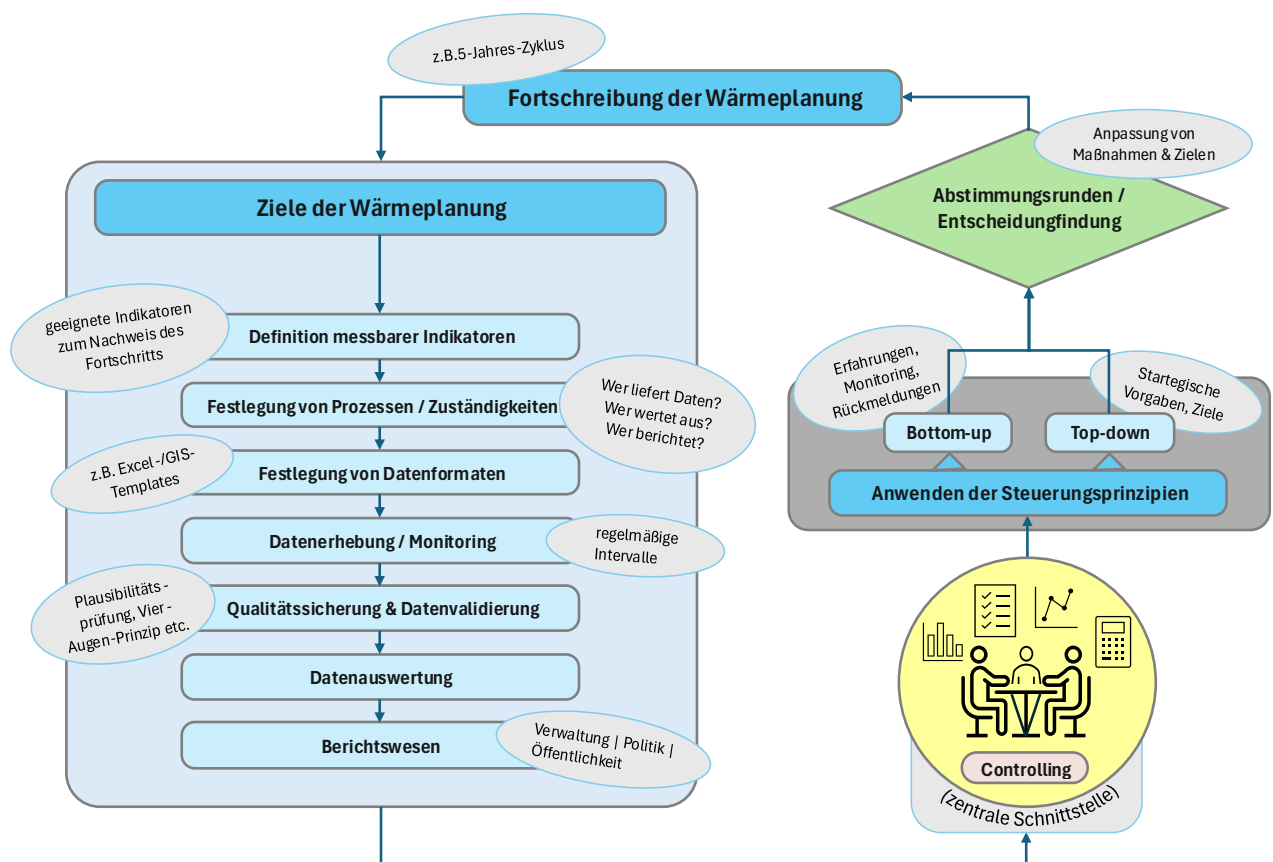 z.B.5-Jahres-Zyklus
Fortschreibung der Wärmeplanung
Anpassung von
Maßnahmen & Zielen
Abstimmungsrunden /
Entscheidungfindung
Ziele der Wärmeplanung
geeignete Indikatoren
zum Nachweis des
Fortschritts
Definition messbarer Indikatoren
Festlegung von Prozessen / Zuständigkeiten
Wer liefert Daten?
Wer wertet aus?
Wer berichtet?
z.B. Excel-/GIS-
Templates
Festlegung von Datenformaten
Datenerhebung / Monitoring
regelmäßige
Intervalle
Plausibilitäts-
prüfung, Vier-
Augen-Prinzip etc.
Qualitätssicherung & Datenvalidierung
Datenauswertung
Berichtswesen
Verwaltung | Politik |
Öffentlichkeit
Erfahrungen,
Monitoring,
Rückmeldungen
Startegische
Vorgaben, Ziele
Bottom-up
Top-down
Anwenden der Steuerungsprinzipien
Controlling
(zentrale Schnittstelle)